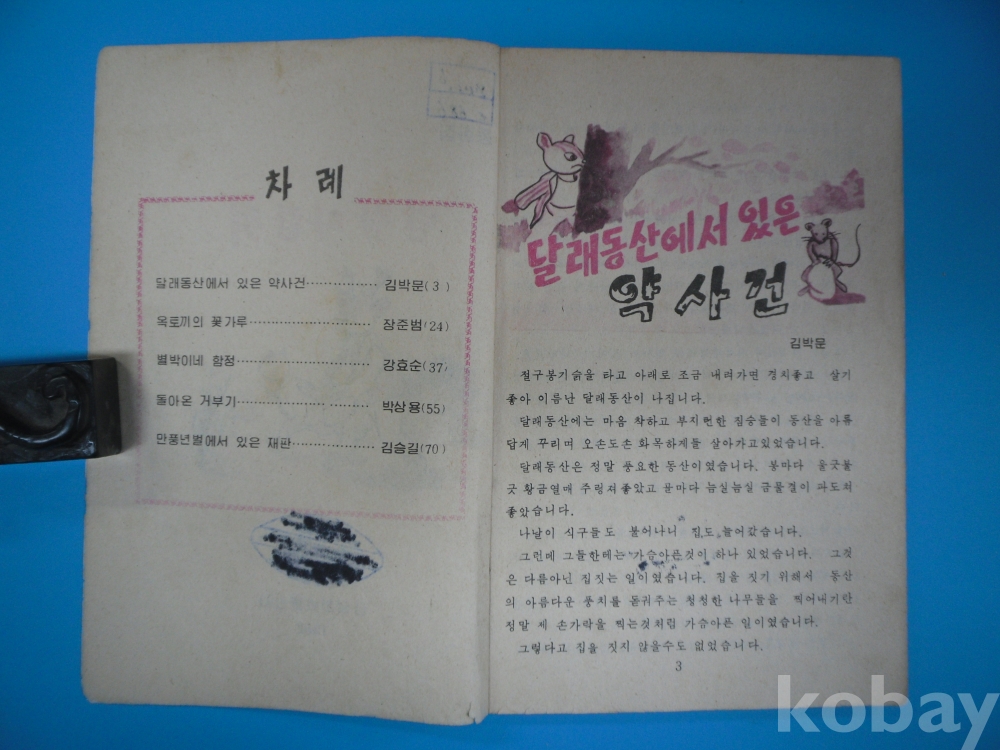 차례
달래동산에서 있은 약사건……………… 김박문(3)
옥토끼의 꽃가루………………………… 장준범(24)
별박이네 함정…………………………… 강효순(37)
돌아온 거부기…………………………… 박상용(55)
만풍년벌에서 있은 재판………………… 김승길(70)
달래동산에서 있은
약사건
김박문
절구봉기슭을 타고 아래로 조금 내려가면 경치좋고 살기
좋아 이름난 달래동산이 나집니다.
달래동산에는 마음 착하고 부지런한 짐승들이 동산을 아름
답게 꾸리며 오손도손 화목하게들 살아가고있었습니다.
달래동산은 정말 풍요한 동산이였습니다. 봉마다 울긋불
긋 황금열매 주렁져좋았고 벌마다 늠실늠실 금물결이 파도쳐
좋았습니다.
나날이 식구들도 불어나니 집도 늘어갔습니다.
그런데 그들한테는 가슴아픈것이 하나 있었습니다. 그것
은 다름아닌 집짓는 일이였습니다. 집을 짓기 위해서 동산
의 아름다운 풍치를 돋궈주는 청청한 나무들을 찍어내기란
정말 제 손가락을 찍는것처럼 가슴아픈 일이였습니다.
그렇다고 집을 짓지 않을수도 없었습니다.
3
kobay